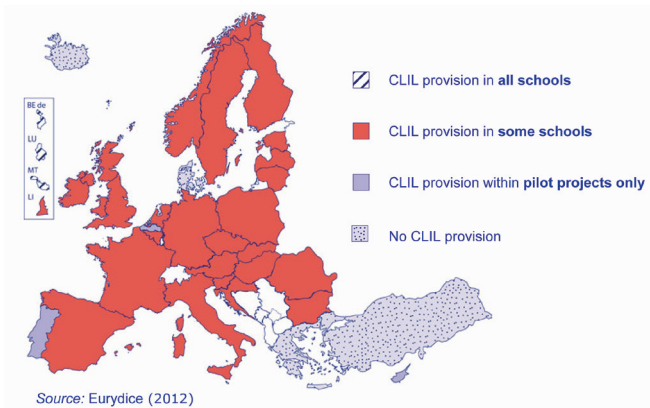 BE de
LU
MT
LI
CLIL provision in all schools
CLIL provision in some schools
CLIL provision within pilot projects only
No CLIL provision
Source: Eurydice (2012)